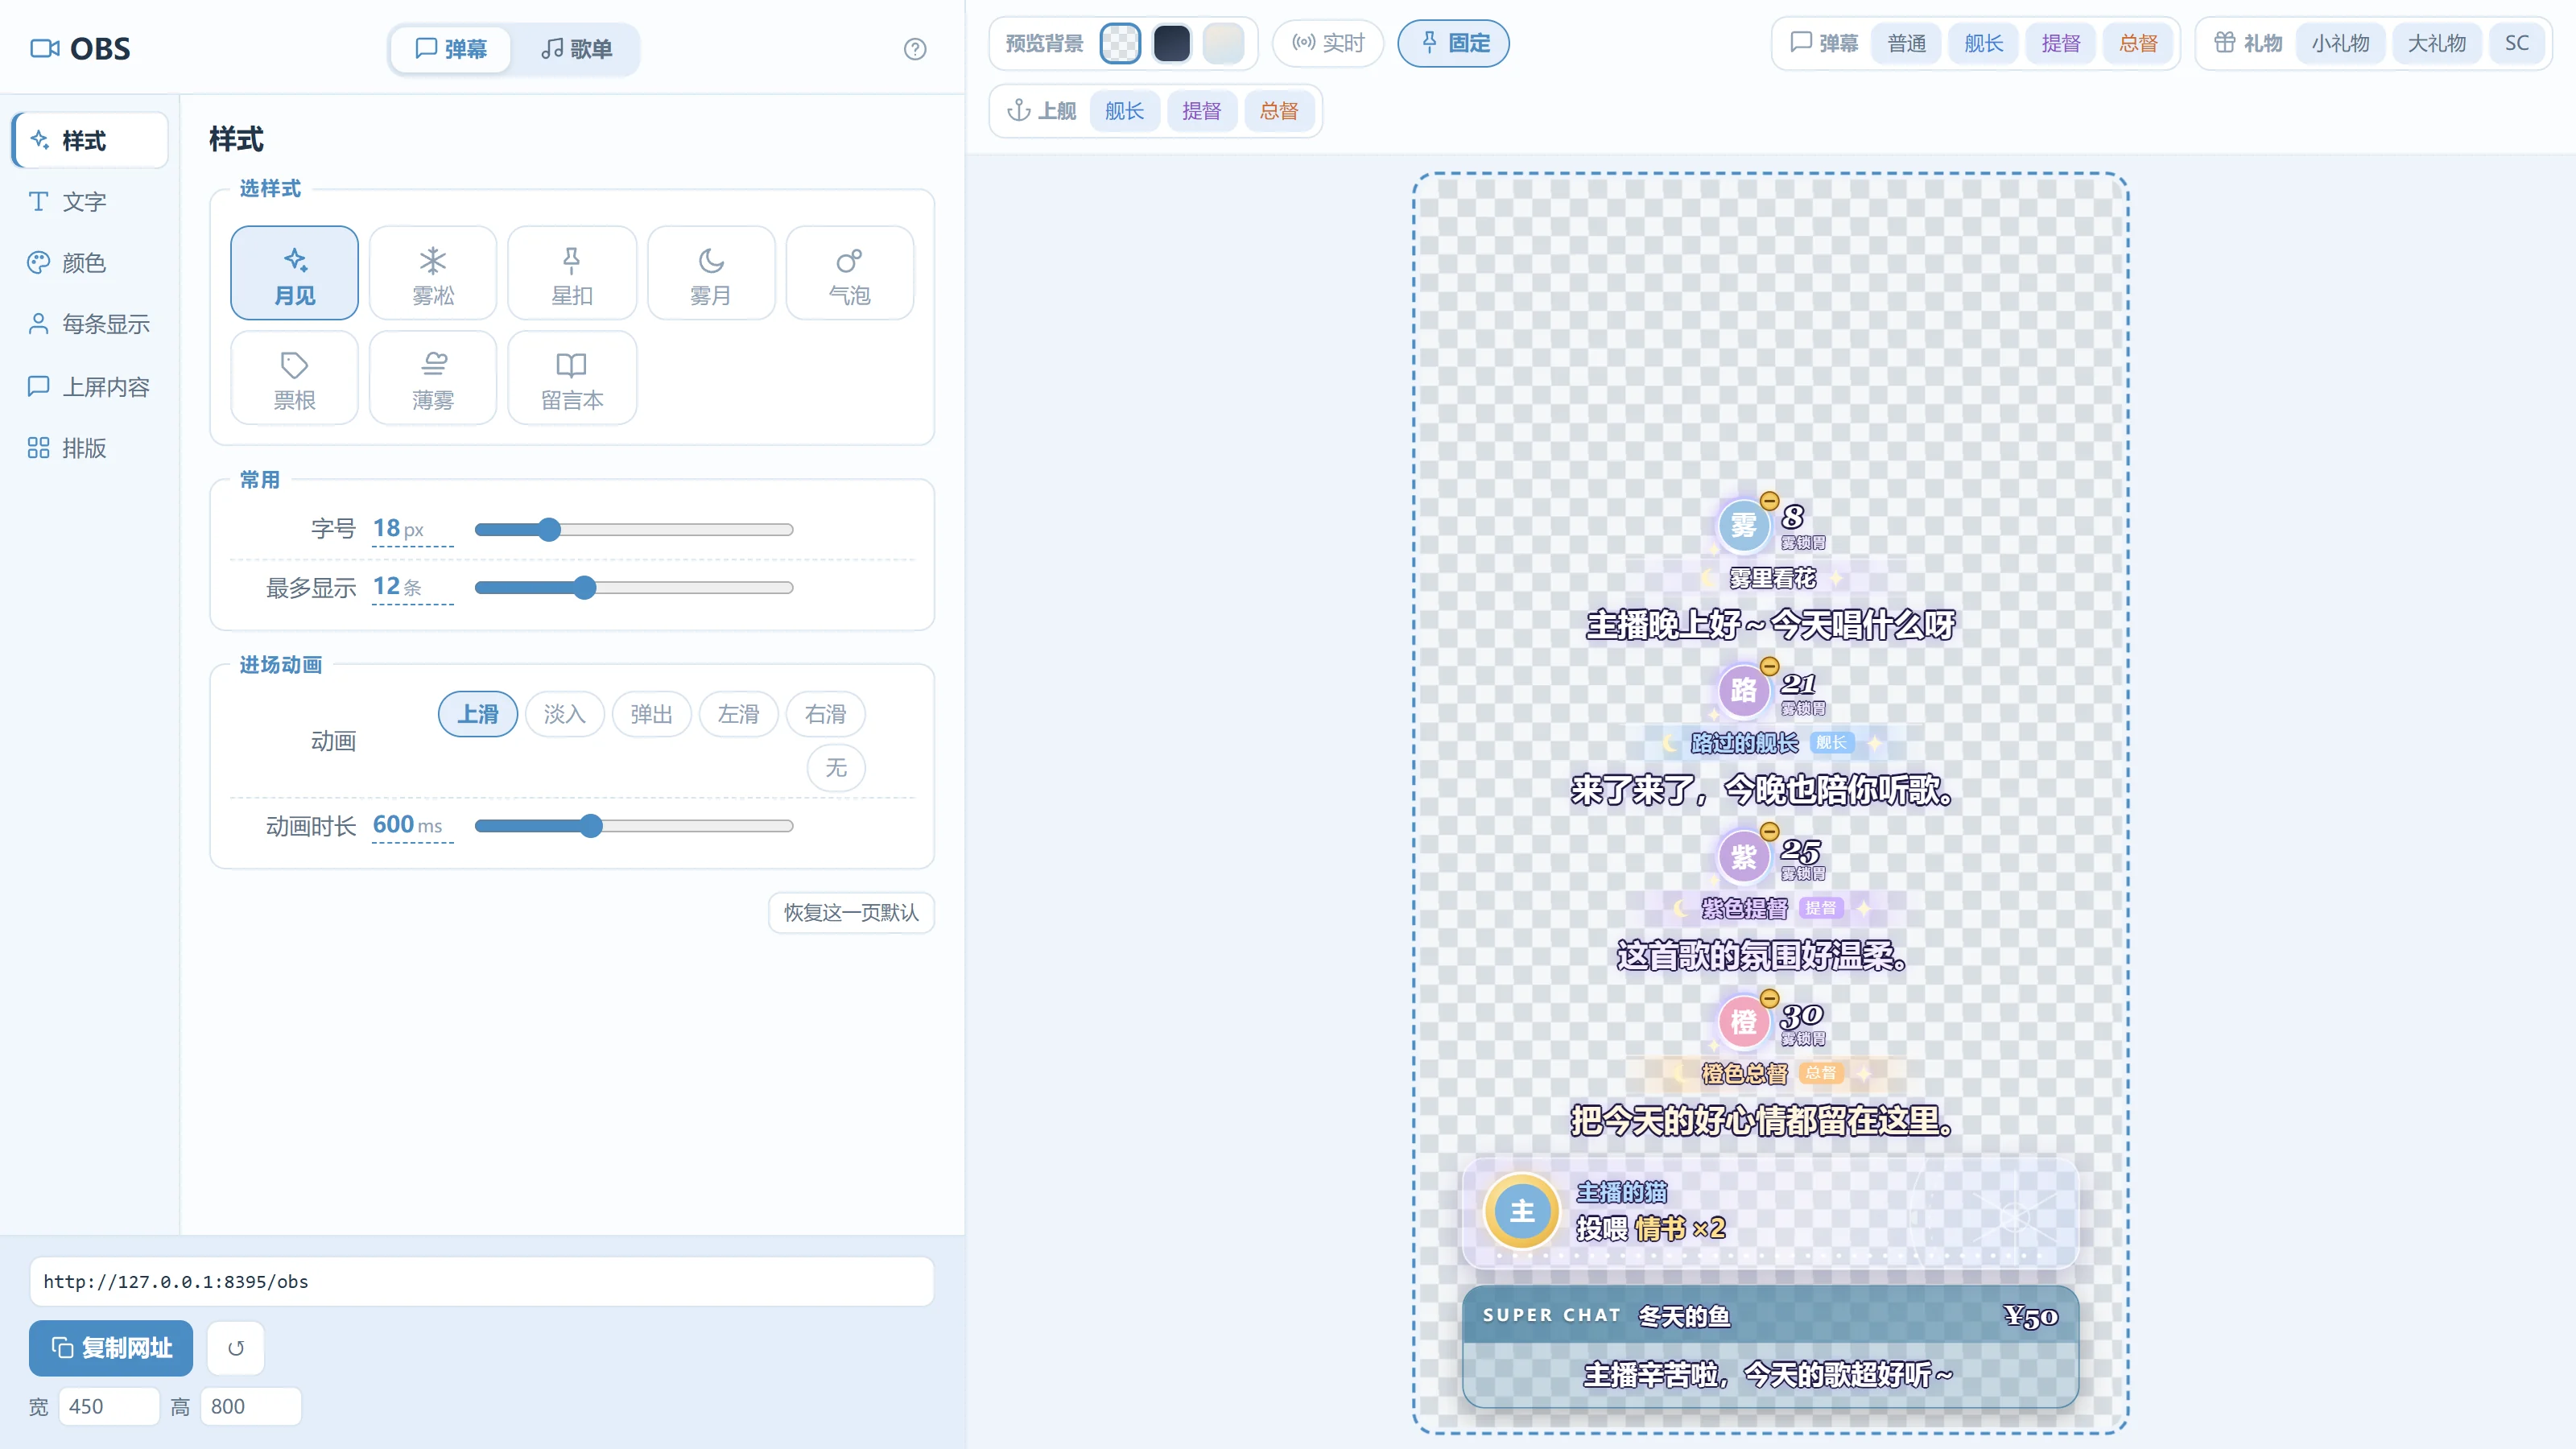 OBS
弹幕
歌单
样式
文字
颜色
每条显示
上屏内容
排版
样式
选样式
月见
雾凇
星扣
雾月
气泡
票根
薄雾
留言本
常用
字号 18 px
最多显示 12 条
进场动画
动画
上滑 淡入 弹出 左滑 右滑
无
动画时长 600 ms
恢复这一页默认
http://127.0.0.1:8395/obs
复制网址
宽 450 高 800
预览背景 实时 固定
弹幕 普通 舰长 提督 总督
礼物 小礼物 大礼物 SC
上舰 舰长 提督 总督
雾 8
雾锁胃
雾里看花
主播晚上好～今天唱什么呀
路 21
雾锁胃
路过的舰长 舰长
来了来了，今晚也陪你听歌。
紫 25
雾锁胃
紫色提督 提督
这首歌的氛围好温柔。
橙 30
雾锁胃
橙色总督 总督
把今天的好心情都留在这里。
主
主播的猫
投喂 情书 ×2
SUPER CHAT 冬天的鱼 ¥50
主播辛苦啦，今天的歌超好听～